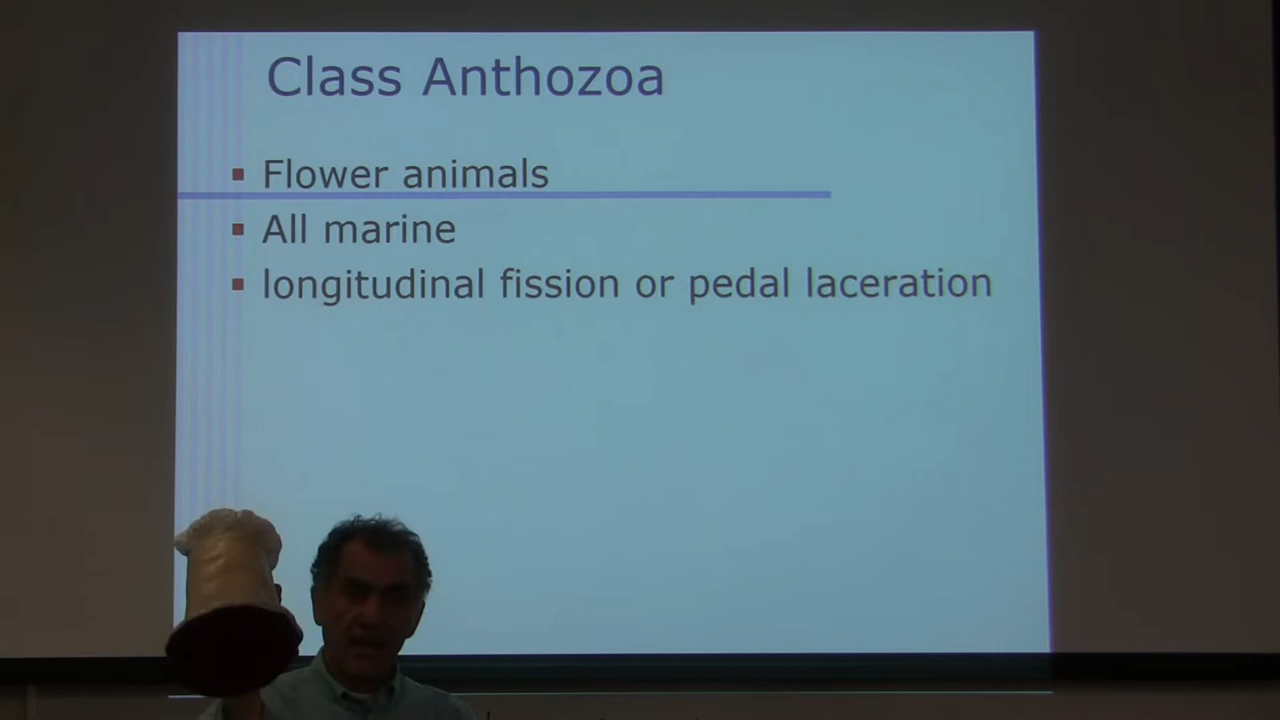 Class Anthozoa
Flower animals
All marine
longitudinal fission or pedal laceration